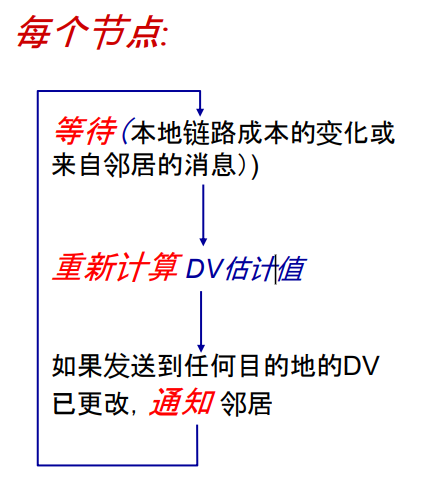 每个节点:
等待(本地链路成本的变化或
来自邻居的消息）)
重新计算 DV估计值
如果发送到任何目的地的DV
已更改，通知 邻居